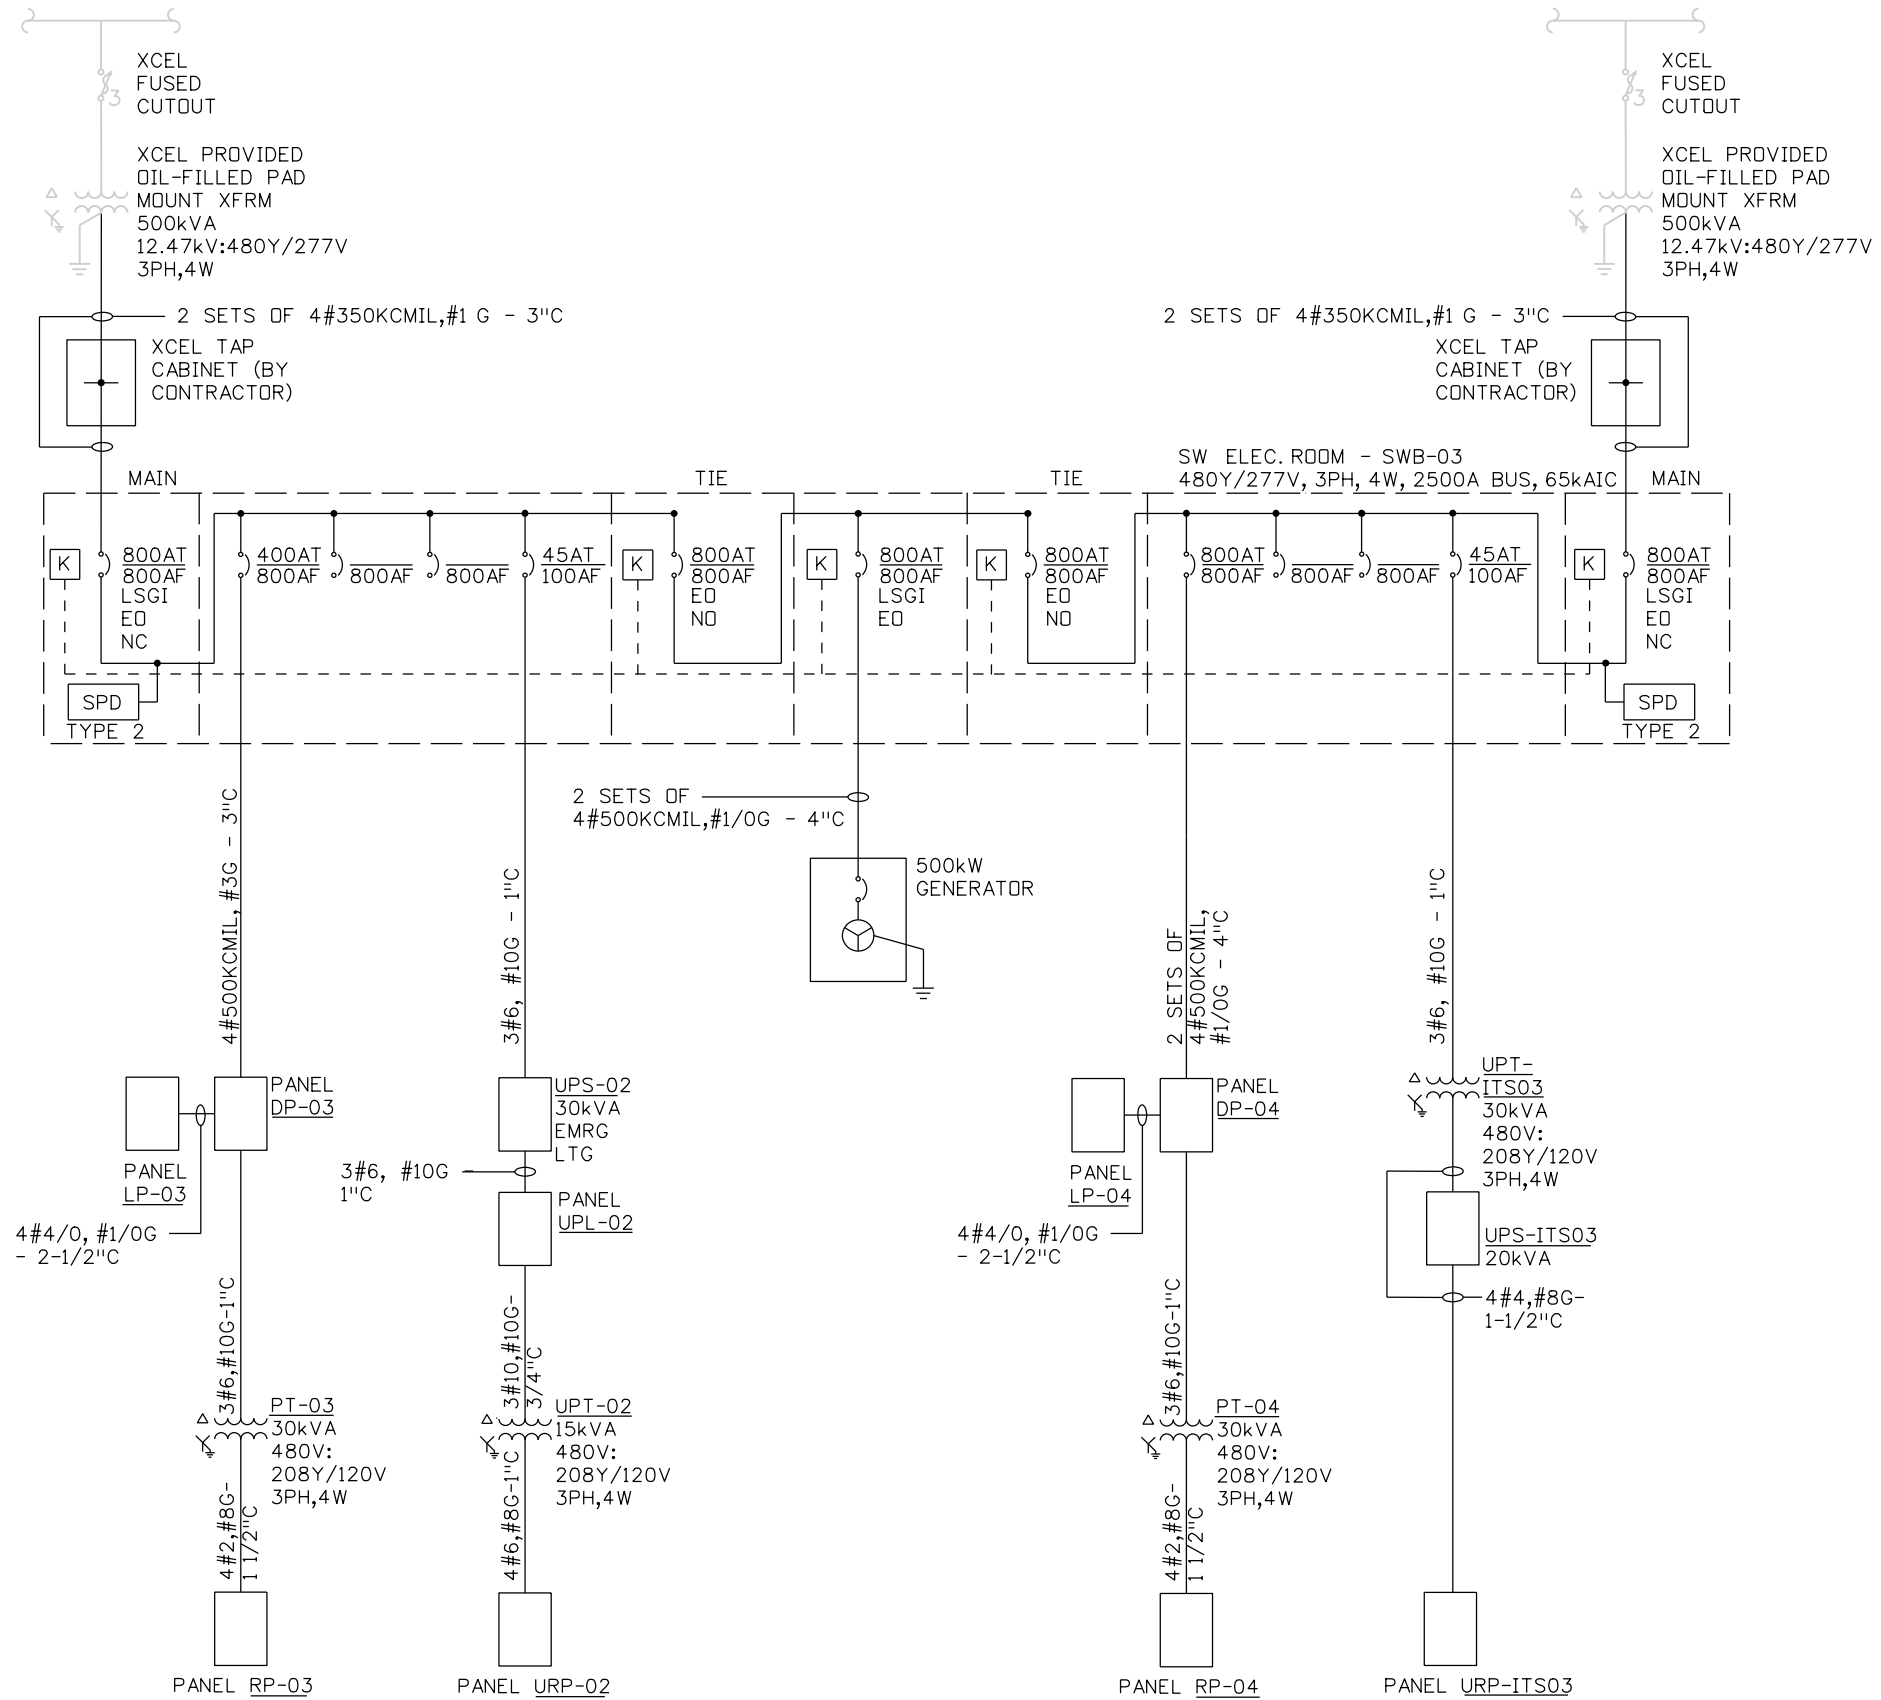 XCEL
FUSED
CUTOUT
XCEL PROVIDED
OIL-FILLED PAD
MOUNT XFRM
500kVA
12.47kV:480Y/277V
3PH,4W
2 SETS OF 4#350KCMIL,#1 G - 3"C
XCEL TAP
CABINET (BY
CONTRACTOR)
XCEL
FUSED
CUTOUT
XCEL PROVIDED
OIL-FILLED PAD
MOUNT XFRM
500kVA
12.47kV:480Y/277V
3PH,4W
2 SETS OF 4#350KCMIL,#1 G - 3"C
XCEL TAP
CABINET (BY
CONTRACTOR)
3
3
SW ELEC. ROOM - SWB-03
480Y/277V, 3PH, 4W, 2500A BUS, 65kAIC
MAIN
TIE
TIE
MAIN
K
800AT
800AF
LSGI
EO
NC
SPD
TYPE 2
400AT
800AF
800AF
800AF
45AT
100AF
K
800AT
800AF
EO
NO
K
800AT
800AF
LSGI
EO
K
800AT
800AF
EO
NO
800AT
800AF
800AF
800AF
45AT
100AF
K
800AT
800AF
LSGI
EO
NC
SPD
TYPE 2
4#500KCMIL, #3G - 3"C
3#6, #10G - 1"C
2 SETS OF
4#500KCMIL,#1/0G - 4"C
500kW
GENERATOR
2 SETS OF
4#500KCMIL,
#1/0G - 4"C
3#6, #10G - 1"C
PANEL
DP-03
PANEL
LP-03
4#4/0, #1/0G
- 2-1/2"C
UPS-02
30kVA
EMRG
LTG
3#6, #10G -
1"C
PANEL
UPL-02
PANEL
DP-04
PANEL
LP-04
4#4/0, #1/0G
- 2-1/2"C
UPT-
ITS03
30kVA
480V:
208Y/120V
3PH,4W
UPS-ITS03
20kVA
4#4,#8G-
1-1/2"C
3#6,#10G-1"C
PT-03
30kVA
480V:
208Y/120V
3PH,4W
4#2,#8G-
1 1/2"C
3#10,#10G-
3/4"C
UPT-02
15kVA
480V:
208Y/120V
3PH,4W
4#6,#8G-1"C
3#6,#10G-1"C
PT-04
30kVA
480V:
208Y/120V
3PH,4W
4#2,#8G-
1 1/2"C
PANEL RP-03
PANEL URP-02
PANEL RP-04
PANEL URP-ITS03